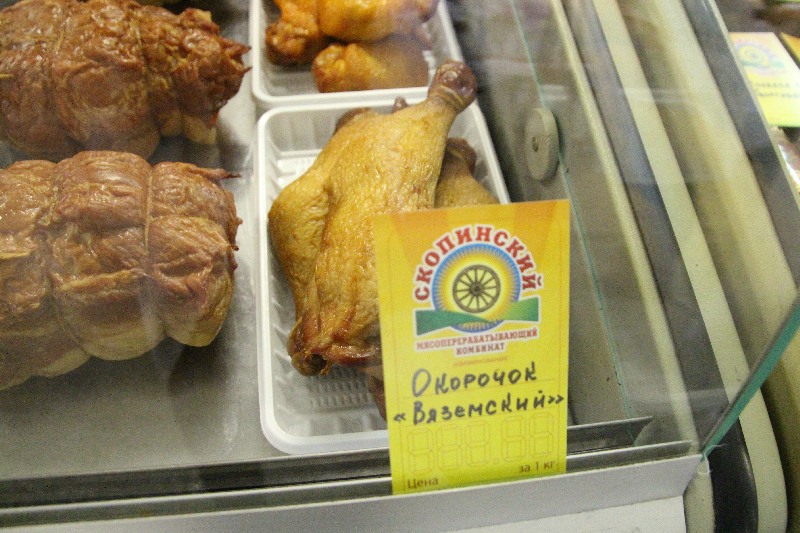 СКОПИНСКИЙ
МЯСОПЕРЕРАБАТЫВАЮЩИЙ
КОМБИНАТ
Окорочок
«Вяземский»
Цена за 1 кг